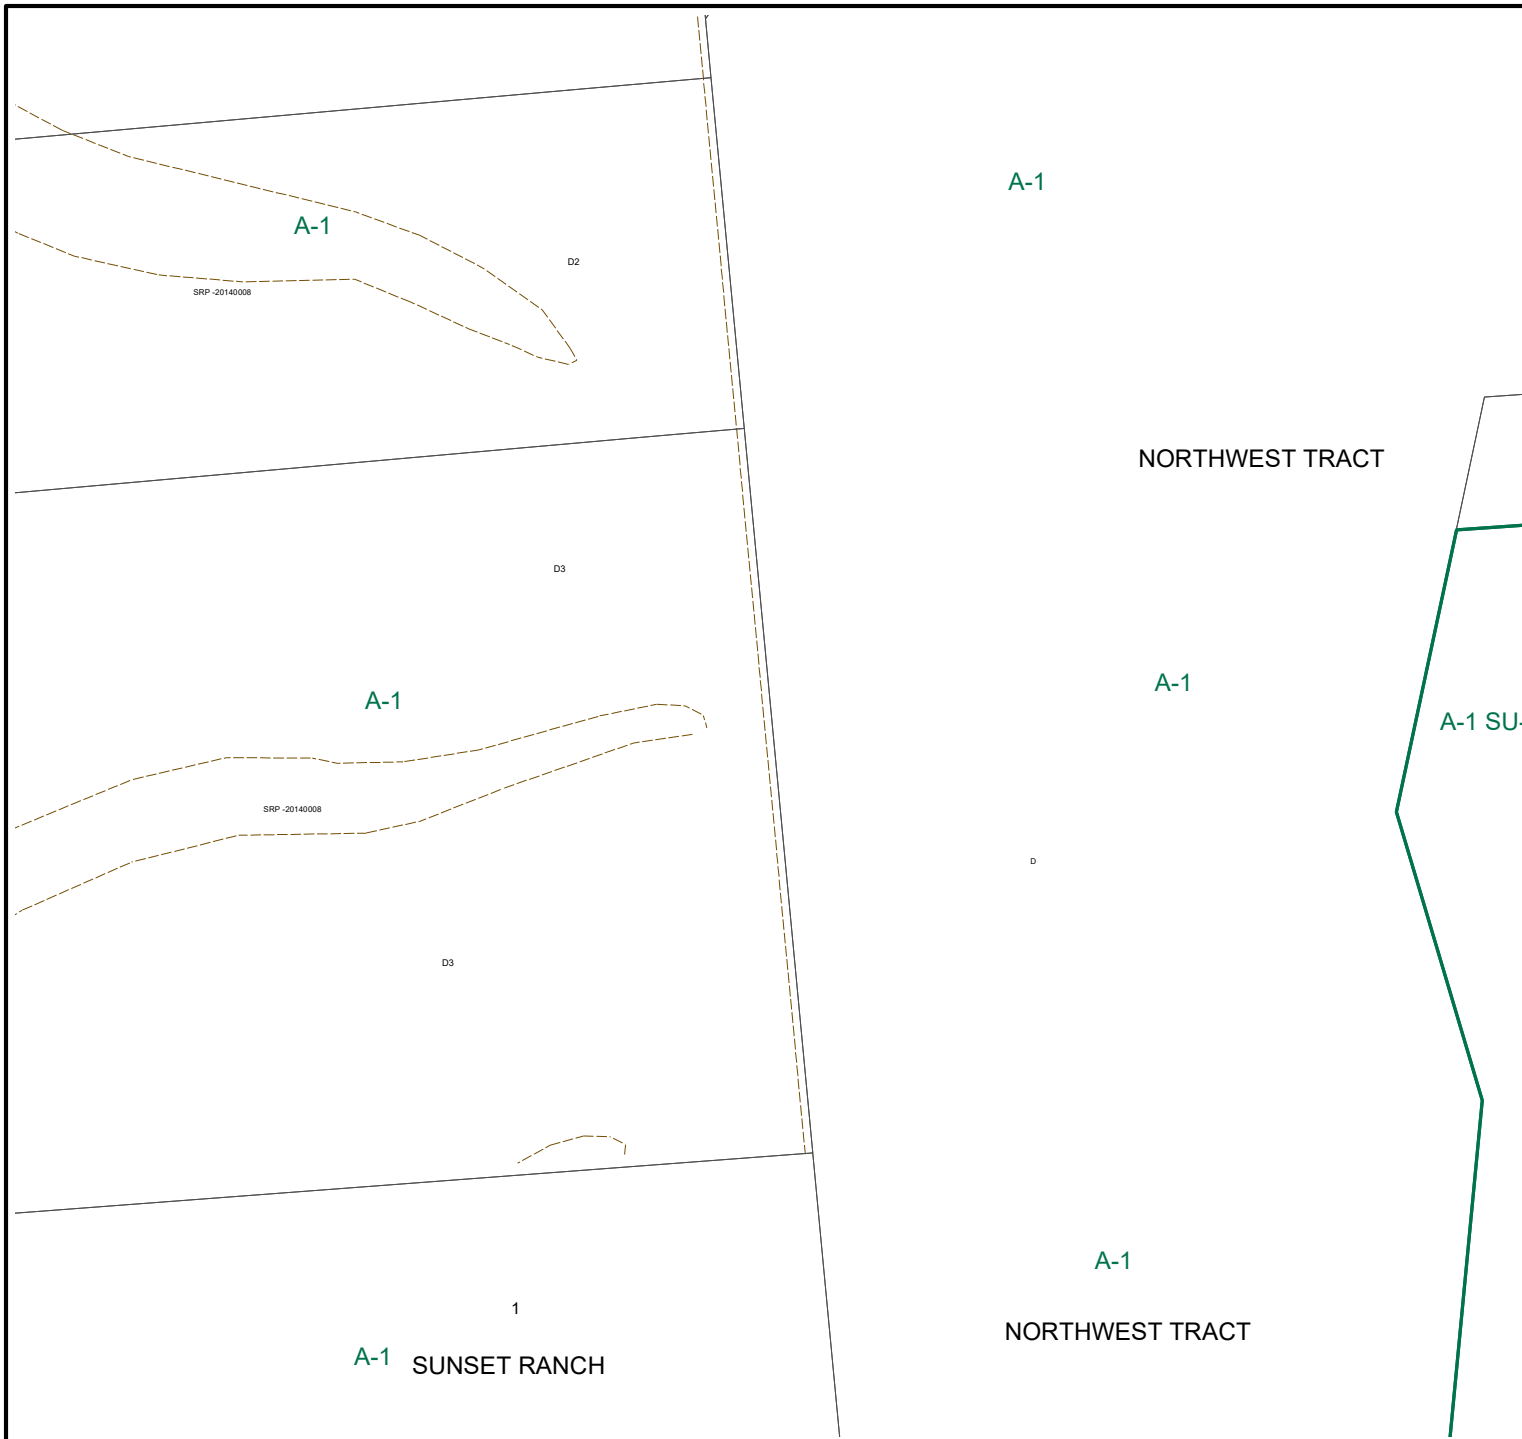 A-1
A-1
D2
SRP -20140008
NORTHWEST TRACT
D3
A-1
A-1
A-1 SU-
SRP -20140008
D
D3
A-1
1
NORTHWEST TRACT
A-1
SUNSET RANCH